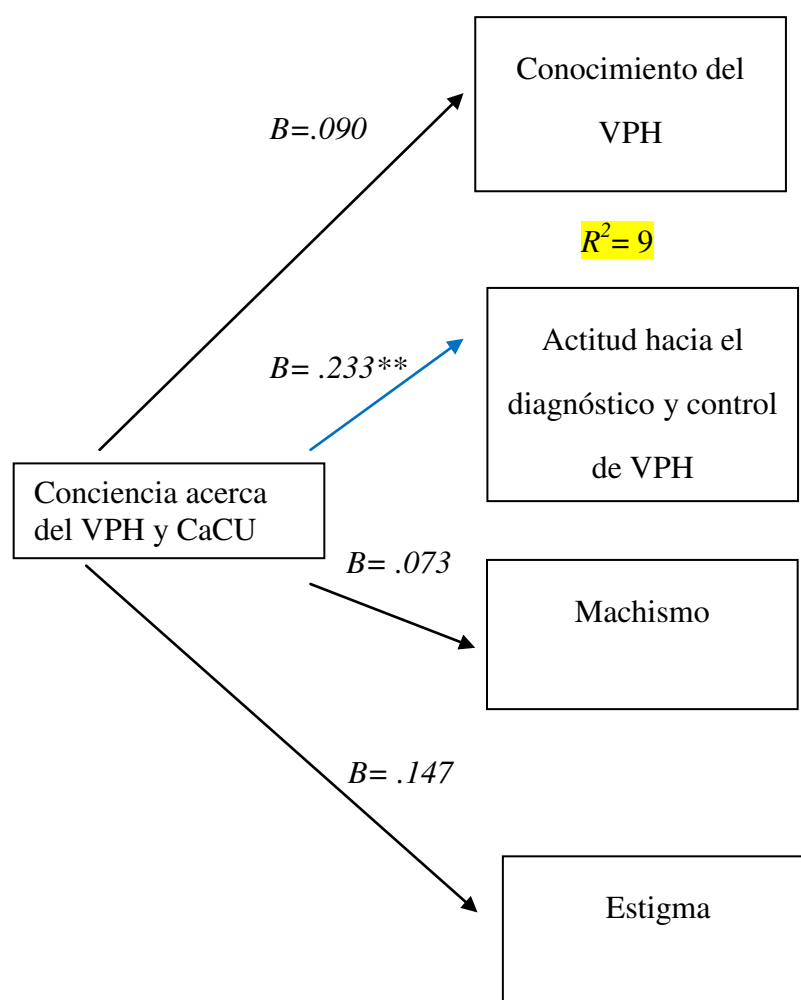 Conocimiento del
VPH
B=.090
R²= 9
Actitud hacia el
diagnóstico y control
de VPH
B= .233**
Conciencia acerca
del VPH y CaCU
B= .073
Machismo
B= .147
Estigma